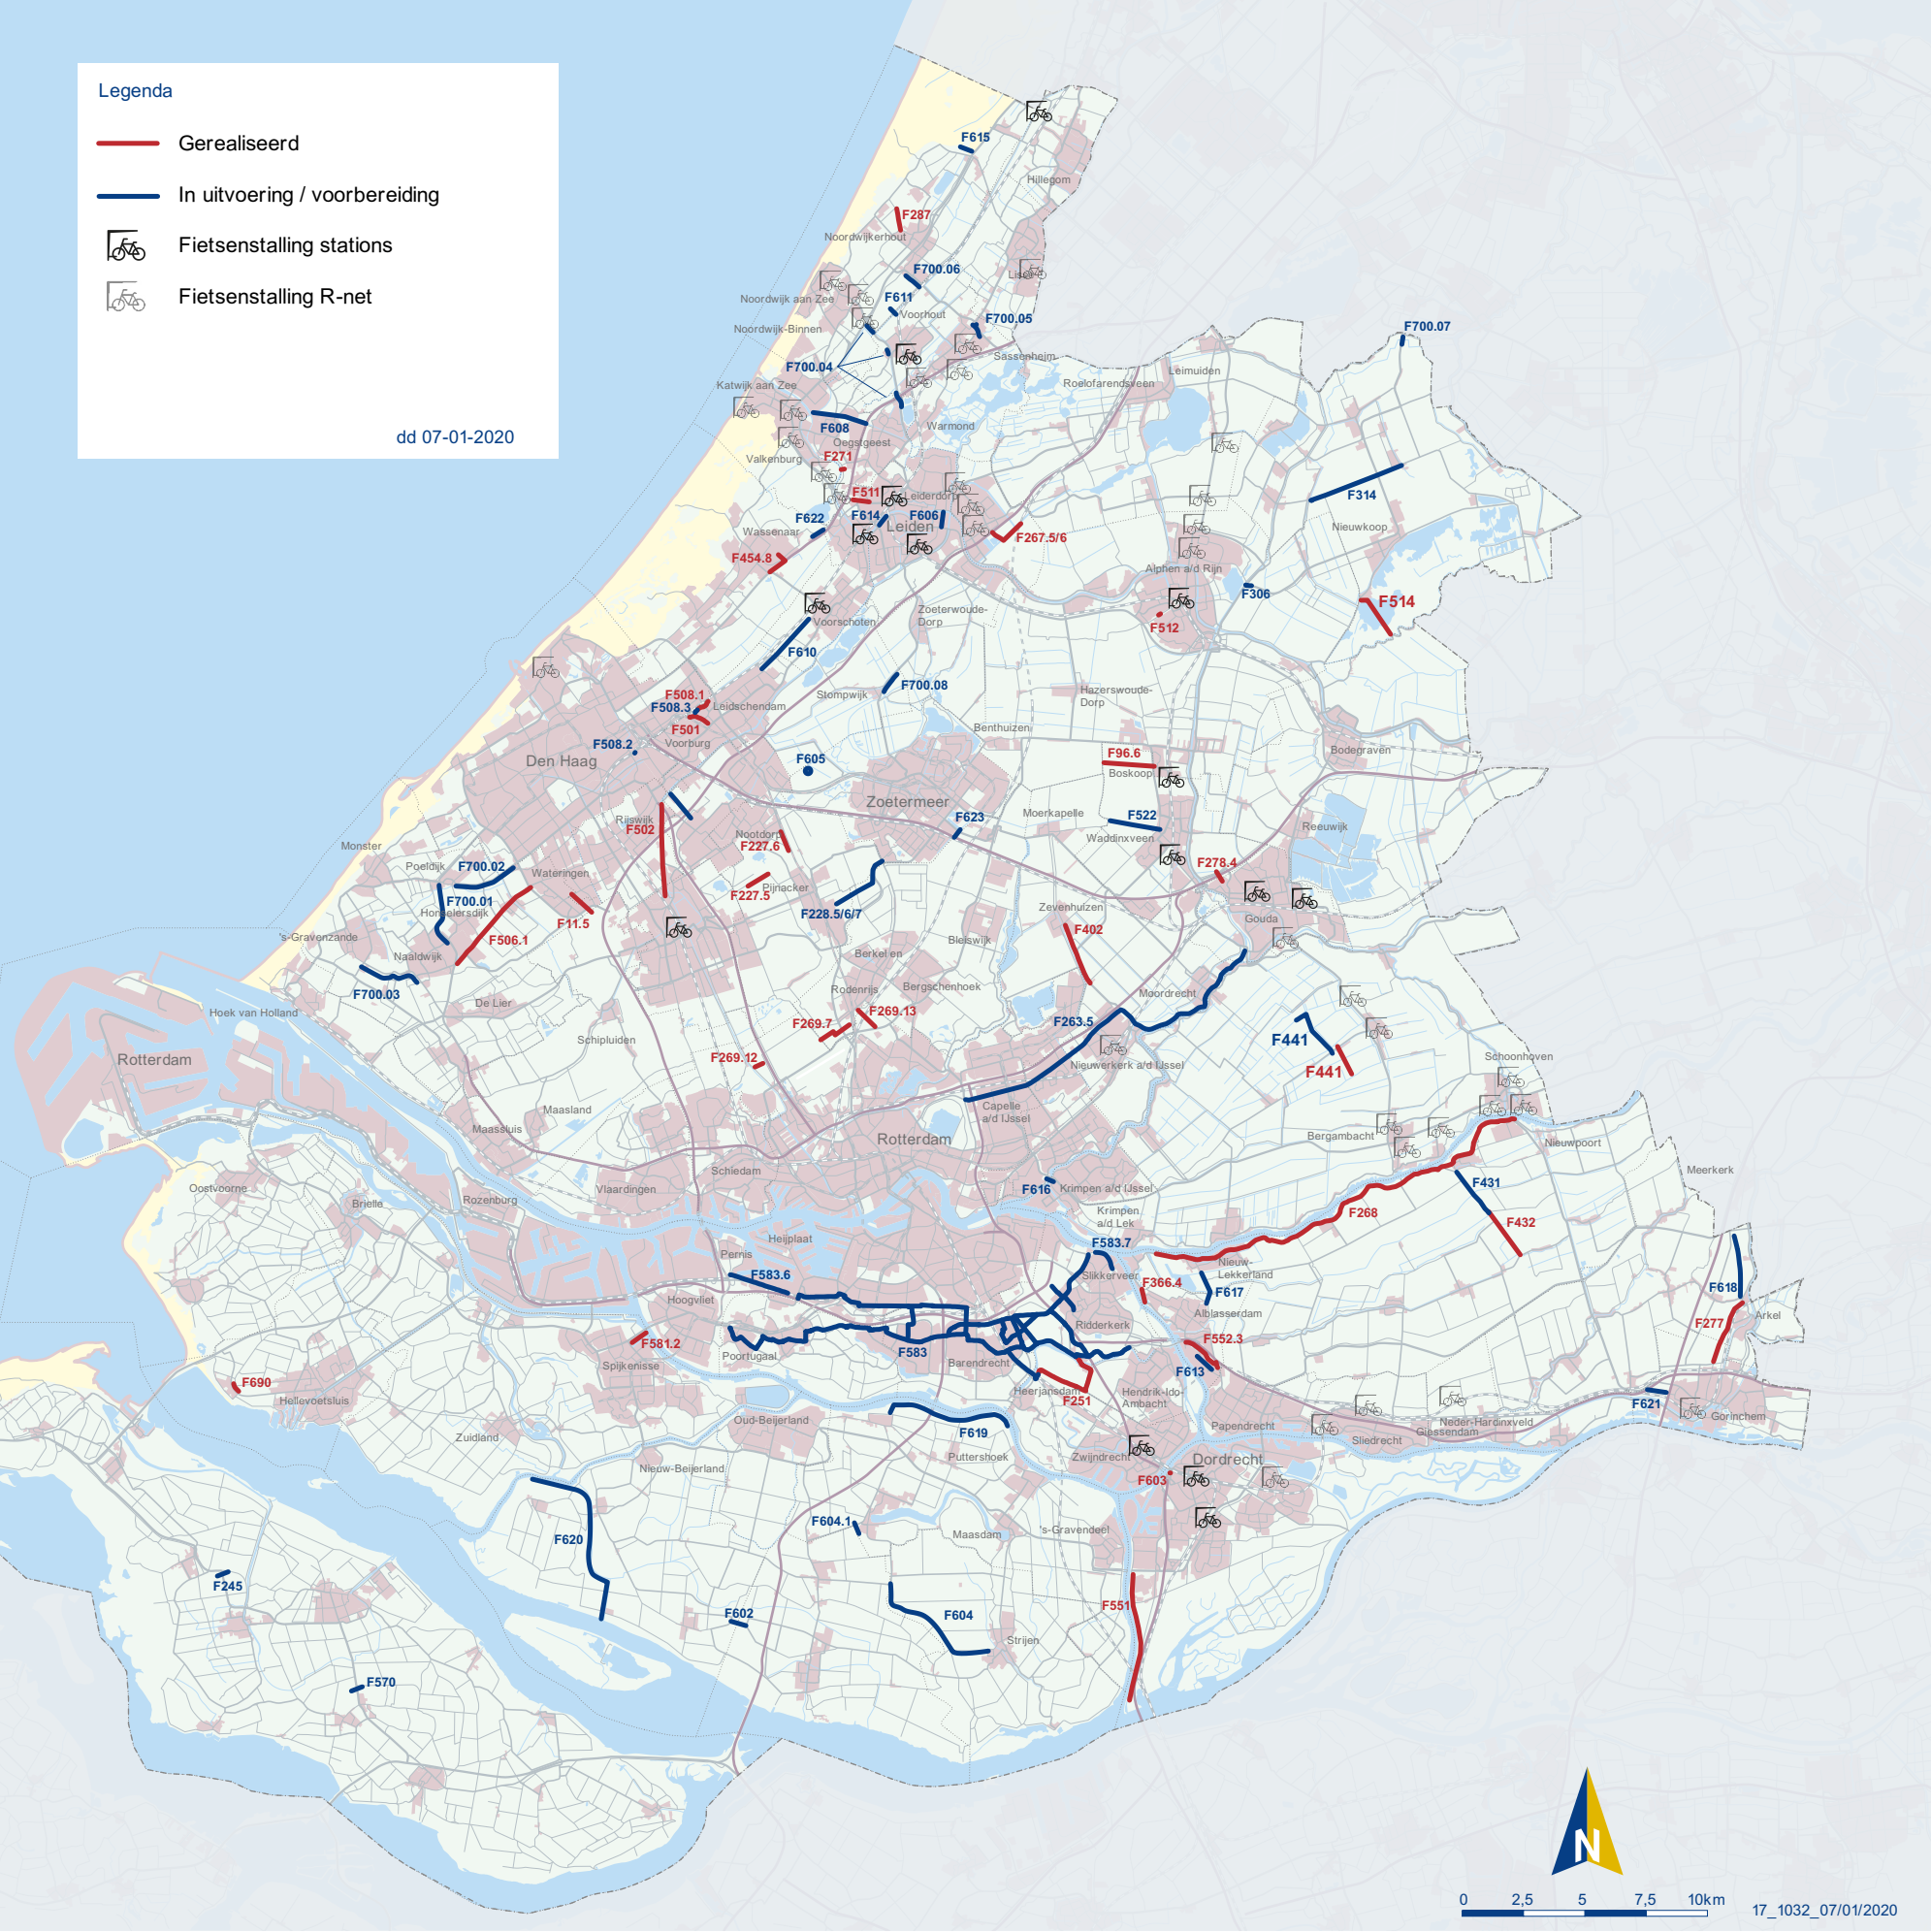 Legenda
Gerealiseerd
In uitvoering / voorbereiding
Fietsenstalling stations
Fietsenstalling R-net
dd 07-01-2020
F615
Hillegom
F287
Noordwijkerhout
F700.06
Noordwijk aan Zee
F611
Voorhout
F700.05
Noordwijk-Binnen
F700.07
Sassenheim
F700.04
Leimuiden
Roelofarendsveen
Katwijk aan Zee
F608
Warmond
Oegstgeest
Valkenburg
F271
F511
Leiderdorp
F314
F622
F614
F606
Leiden
Nieuwkoop
Wassenaar
F267.5/6
F454.8
Alphen a/d Rijn
F306
F514
F512
Zoeterwoude-
Dorp
Voorschoten
F610
F700.08
Stompwijk
Hazerswoude-
Dorp
F508.1
F508.3
Leidschendam
F501
Voorburg
Benthuizen
F508.2
Den Haag
F605
Bodegraven
F96.6
Boskoop
Zoetermeer
F623
Moerkapelle
F522
Waddinxveen
Reeuwijk
Rijswijk
F502
Nootdorp
F227.6
Monster
Poeldijk
F700.02
Wateringen
F278.4
F227.5
Pijnacker
F700.01
Honselersdijk
F228.5/6/7
F11.5
Zevenhuizen
Gouda
F402
's-Gravenzande
F506.1
Naaldwijk
Bleiswijk
Berkel en
Rodenrijs
Bergschenhoek
F700.03
De Lier
Moordrecht
Hoek van Holland
F269.7
F269.13
F263.5
Schipluiden
F441
F269.12
Rotterdam
Nieuwerkerk a/d IJssel
F441
Schoonhoven
Maasland
Capelle
a/d IJssel
Maassluis
Rotterdam
Bergambacht
Nieuwpoort
Schiedam
Meerkerk
Oostvoorne
Vlaardingen
F616
Krimpen a/d IJssel
F431
Brielle
Rozenburg
Krimpen
a/d Lek
F268
F432
Heijplaat
F583.7
Pernis
F583.6
Slikkerveer
Nieuw-
Lekkerland
F366.4
F617
F618
Hoogvliet
Alblasserdam
Arkel
Ridderkerk
F277
F581.2
F552.3
Poortugaal
F583
Barendrecht
F613
Spijkenisse
F690
Heerjansdam
Hendrik-Ido-
Ambacht
Hellevoetsluis
F251
F621
Gorinchem
Oud-Beijerland
F619
Papendrecht
Neder-Hardinxveld
Giessendam
Sliedrecht
Zuidland
Puttershoek
Zwijndrecht
Dordrecht
Nieuw-Beijerland
F603
F604.1
Maasdam
's-Gravendeel
F620
F245
F551
F602
F604
Strijen
F570
N
0 2,5 5 7,5 10km
17_1032_07/01/2020